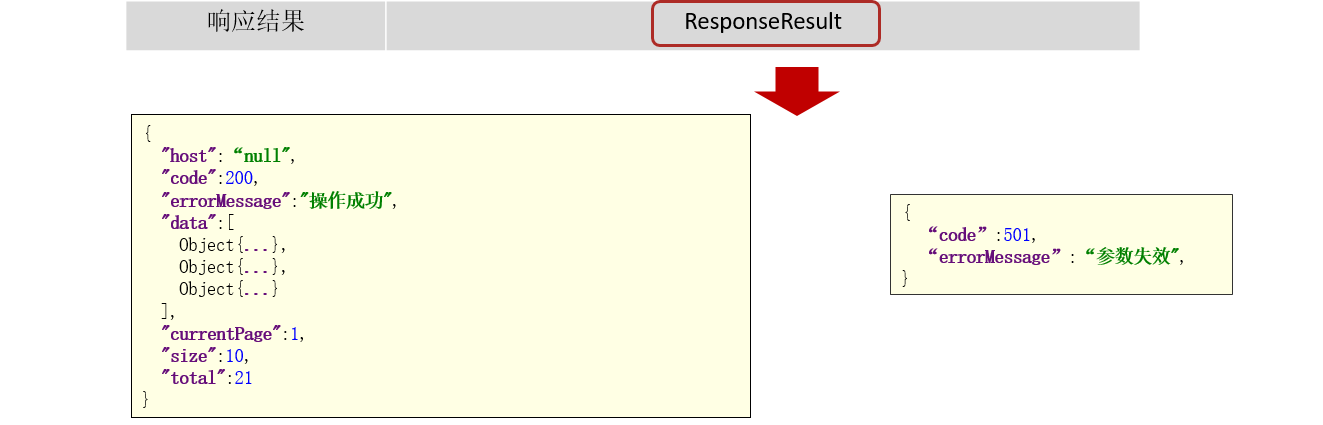 响应结果
ResponseResult
{
"host": “null",
"code":200,
"errorMessage":"操作成功",
"data":[
Object{...},
Object{...},
Object{...}
],
"currentPage":1,
"size":10,
"total":21
}
{
“code” :501,
“errorMessage” : “参数失效",
}